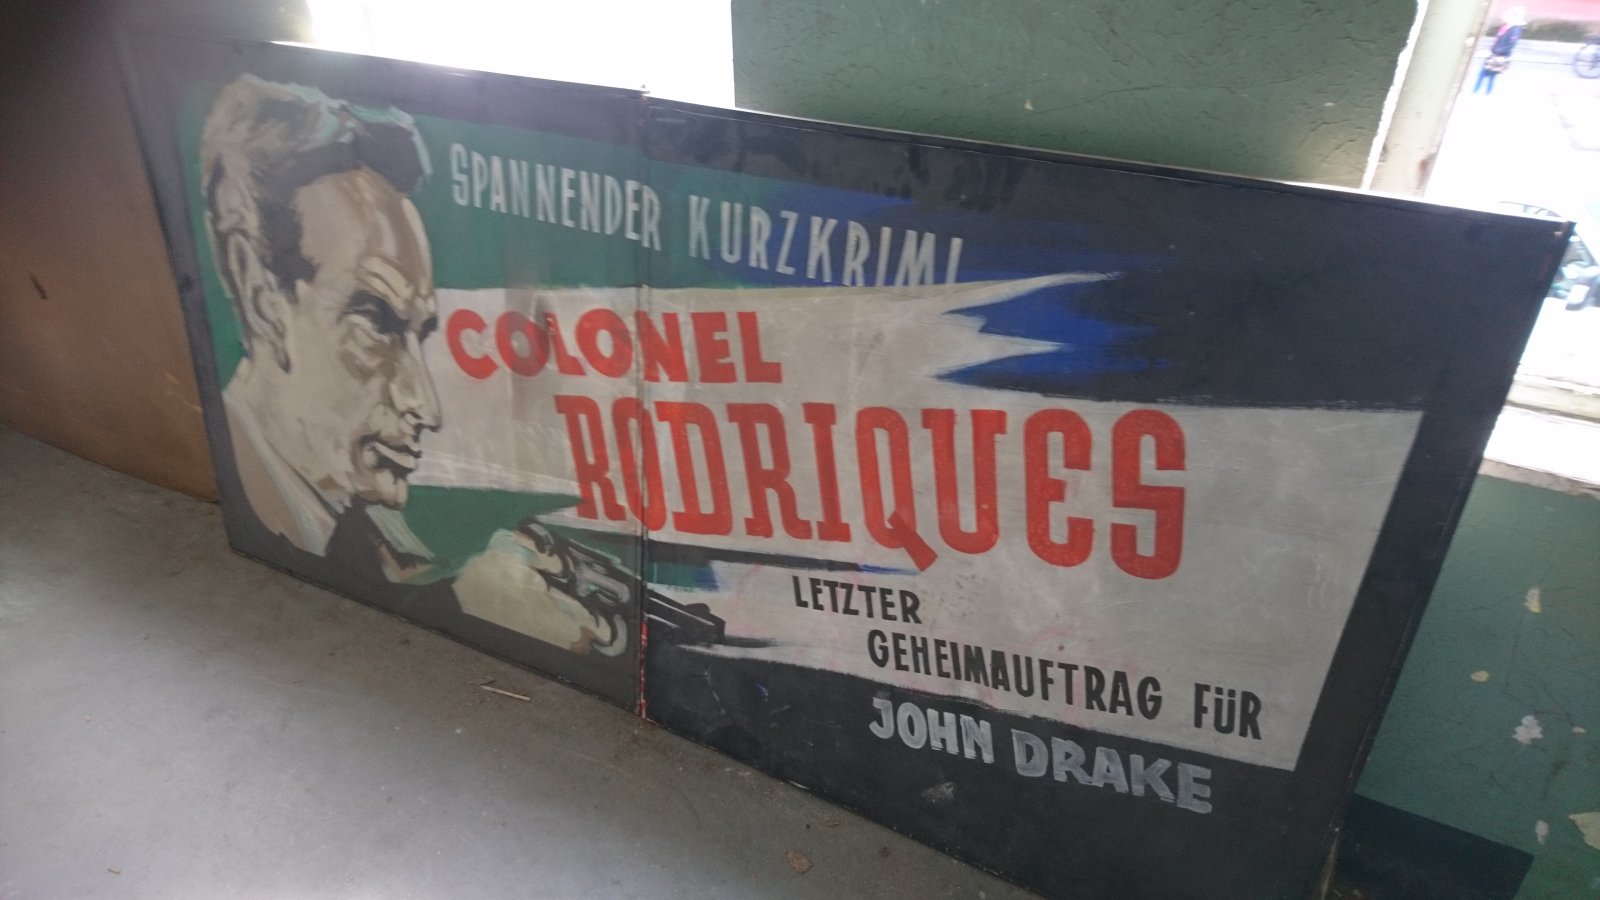 SPANNENDER KURZKRIMI
COLONEL
RODRIQUES
LETZTER
GEHEIMAUFTRAG FÜR
JOHN DRAKE